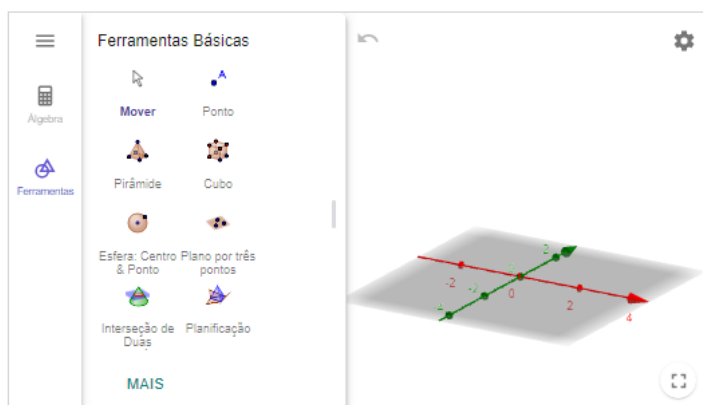 Ferramentas Básicas
A
Mover
Ponto
Álgebra
Ferramentas
Pirâmide
Cubo
Esfera: Centro
& Ponto
Plano por três
pontos
Interseção de
Duas
Planificação
MAIS
2
-2
-2
0
2
4